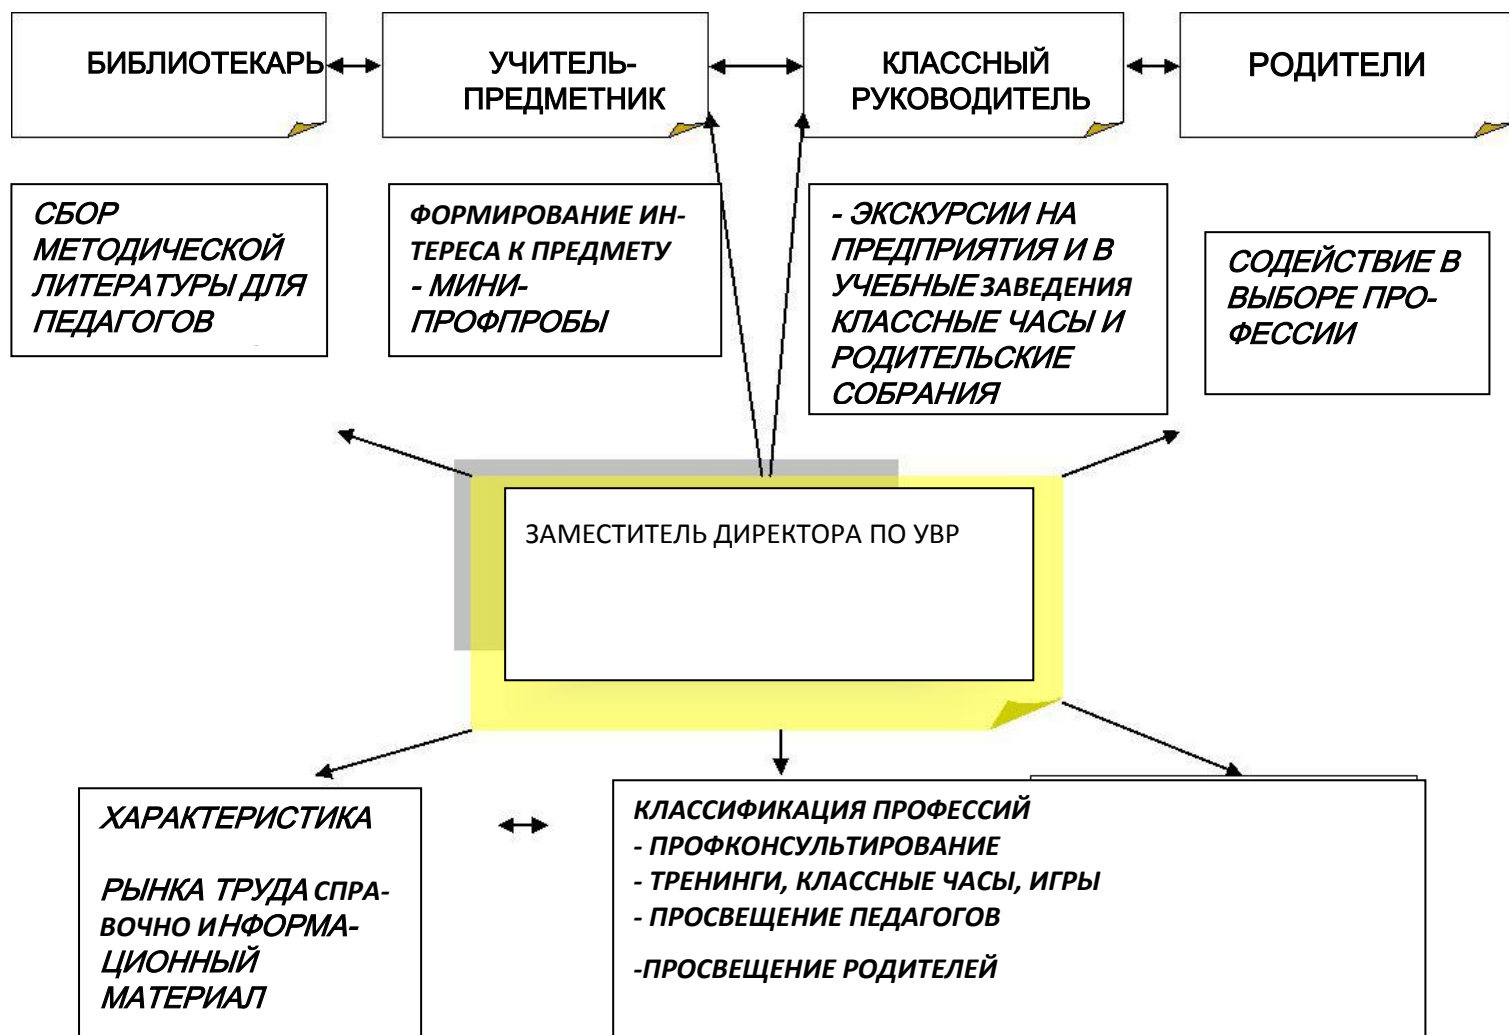 БИБЛИОТЕКАРЬ
УЧИТЕЛЬ-
ПРЕДМЕТНИК
КЛАССНЫЙ
РУКОВОДИТЕЛЬ
РОДИТЕЛИ
СБОР
МЕТОДИЧЕСКОЙ
ЛИТЕРАТУРЫ ДЛЯ
ПЕДАГОГОВ
ФОРМИРОВАНИЕ ИН-
ТЕРЕСА К ПРЕДМЕТУ
- МИНИ-
ПРОФПРОБЫ
- ЭКСКУРСИИ НА
ПРЕДПРИЯТИЯ И В
УЧЕБНЫЕ ЗАВЕДЕНИЯ
КЛАССНЫЕ ЧАСЫ И
РОДИТЕЛЬСКИЕ
СОБРАНИЯ
СОДЕЙСТВИЕ В
ВЫБОРЕ ПРО-
ФЕССИИ
ЗАМЕСТИТЕЛЬ ДИРЕКТОРА ПО УВР
ХАРАКТЕРИСТИКА
РЫНКА ТРУДА СПРА-
ВОЧНО ИНФОРМА-
ЦИОННЫЙ
МАТЕРИАЛ
КЛАССИФИКАЦИЯ ПРОФЕССИЙ
- ПРОФКОНСУЛЬТИРОВАНИЕ
- ТРЕНИНГИ, КЛАССНЫЕ ЧАСЫ, ИГРЫ
- ПРОСВЕЩЕНИЕ ПЕДАГОГОВ
-ПРОСВЕЩЕНИЕ РОДИТЕЛЕЙ